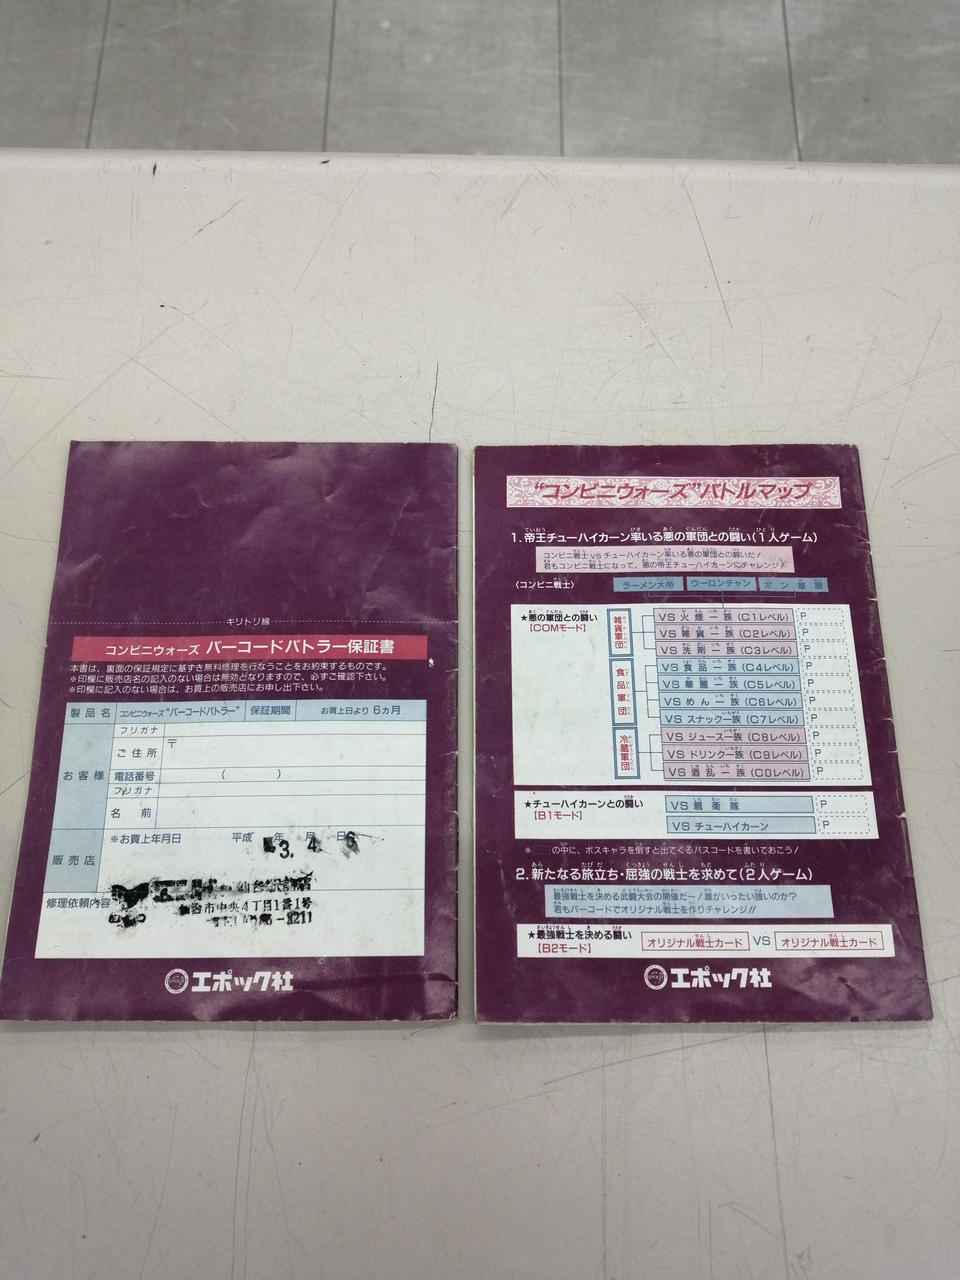 キリトリ線
コンビニウォーズ バーコードバトラー保証書
本書は、裏面の保証規定に基ずき無料修理を行なうことをお約束するものです。
※印欄に販売店名の記入のない場合は無効となりますので、必ずご確認下さい。
※印欄に記入のない場合は、お買上の販売店にお申し出下さい。
製品名 コンビニウォーズ"バーコードバトラー" 保証期間 お買上日より6ヵ月
お客様
フリガナ
ご住所 〒
電話番号 ( )
フリガナ
名前
販売店
※お買上年月日 平成 年 月 日
3. 4. 6
市中央4丁目1番1号
修理依頼内容
エポック社
"コンビニウォーズ"バトルマップ
1.帝王チューハイカーン率いる悪の軍団との闘い(1人ゲーム)
コンビニ戦士vsチューハイカーン率いる悪の軍団との闘いだ!
君もコンビニ戦士になって、悪の帝王チューハイカーンにチャレンジ!
〈コンビニ戦士〉 ラーメン大帝 ウーロンチャン ボン華勝
★悪の軍団との闘い
【COMモード】
雑貨軍団
VS 火煙一族 (C1レベル) P
VS 雑貨一族 (C2レベル) P
VS 洗剤一族 (C3レベル) P
食品軍団
VS 食品一族 (C4レベル) P
VS 華麗一族 (C5レベル) P
VS めん一族 (C6レベル) P
VS スナック一族 (C7レベル) P
冷蔵軍団
VS ジュース一族 (C8レベル) P
VS ドリンク一族 (C9レベル) P
VS 酒乱一族 (C0レベル) P
★チューハイカーンとの闘い
【B1モード】
VS 親衛隊 P
VS チューハイカーン P
※ の中に、ボスキャラを倒すと出てくるパスコードを書いておこう!
2.新たなる旅立ち・屈強の戦士を求めて(2人ゲーム)
最強戦士を決める武闘大会の開催だ~!誰がいったい強いのか?
君もバーコードでオリジナル戦士を作りチャレンジ!!
★最強戦士を決める闘い
【B2モード】
オリジナル戦士カード VS オリジナル戦士カード
エポック社